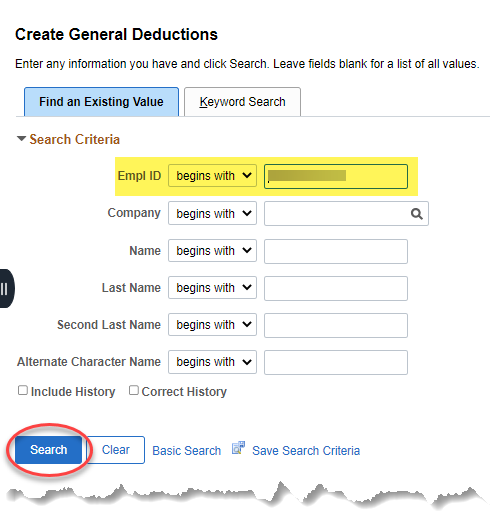 Create General Deductions
Enter any information you have and click Search. Leave fields blank for a list of all values.
Find an Existing Value Keyword Search
Search Criteria
Empl ID begins with
Company begins with
Name begins with
Last Name begins with
Second Last Name begins with
Alternate Character Name begins with
Include History Correct History
Search Clear Basic Search Save Search Criteria